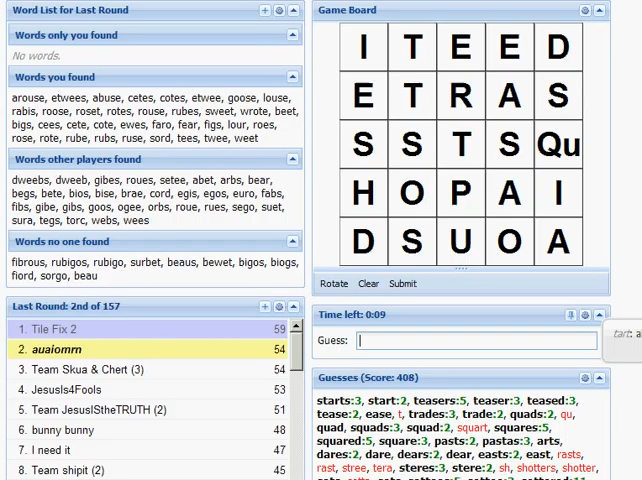 Word List for Last Round
Words only you found
No words.
Words you found
arouse, etwees, abuse, cetes, cotes, etwee, goose, louse,
rabis, roose, roset, rotes, rouse, rubes, sweet, wrote, beet,
bigs, cees, cete, cote, ewes, faro, fear, figs, lour, roes,
rose, rote, rube, rubs, ruse, sord, tees, twee, weet
Words other players found
dweebs, dweeb, gibes, roues, setee, abet, arbs, bear,
begs, bete, bios, bise, brae, cord, egis, egos, euro, fabs,
fibs, gibe, gibs, goos, ogee, orbs, roue, rues, sego, suet,
sura, tegs, torc, webs, wees
Words no one found
fibrous, rubigos, rubigo, surbet, beaus, bewet, bigos, biogs,
fiord, sorgo, beau
Last Round: 2nd of 157
1. Tile Fix 2 59
2. auaiomrn 54
3. Team Skua & Chert (3) 54
4. JesusIs4Fools 53
5. Team JesusIStheTRUTH (2) 51
6. bunny bunny 48
7. I need it 47
8. Team shipit (2) 45
Game Board
I T E E D
E T R A S
S S T S Qu
H O P A I
D S U O A
Rotate Clear Submit
Time left: 0:09
Guess:
tart: a
Guesses (Score: 408)
starts:3, start:2, teasers:5, teaser:3, teased:3,
tease:2, ease, t, trades:3, trade:2, quads:2, qu,
quad, squads:3, squad:2, squart, squares:5,
squared:5, square:3, pasts:2, pastas:3, arts,
dares:2, dare, dears:2, dear, easts:2, east, rasts,
rast, stree, tera, steres:3, stere:2, sh, shotters, shotter,